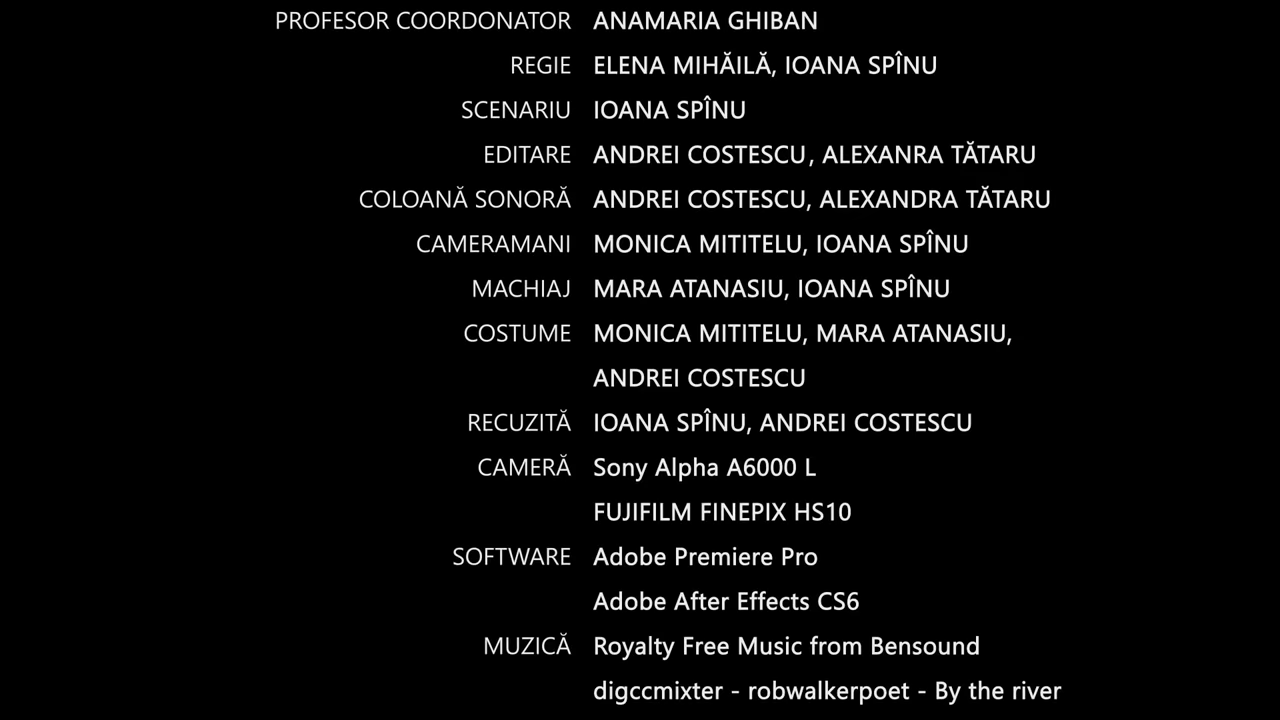 PROFESOR COORDONATOR ANAMARIA GHIBAN
REGIE ELENA MIHĂILĂ, IOANA SPÎNU
SCENARIU IOANA SPÎNU
EDITARE ANDREI COSTESCU, ALEXANRA TĂTARU
COLOANĂ SONORĂ ANDREI COSTESCU, ALEXANDRA TĂTARU
CAMERAMANI MONICA MITITELU, IOANA SPÎNU
MACHIAJ MARA ATANASIU, IOANA SPÎNU
COSTUME MONICA MITITELU, MARA ATANASIU,
ANDREI COSTESCU
RECUZITĂ IOANA SPÎNU, ANDREI COSTESCU
CAMERĂ Sony Alpha A6000 L
FUJIFILM FINEPIX HS10
SOFTWARE Adobe Premiere Pro
Adobe After Effects CS6
MUZICĂ Royalty Free Music from Bensound
digccmixter - robwalkerpoet - By the river